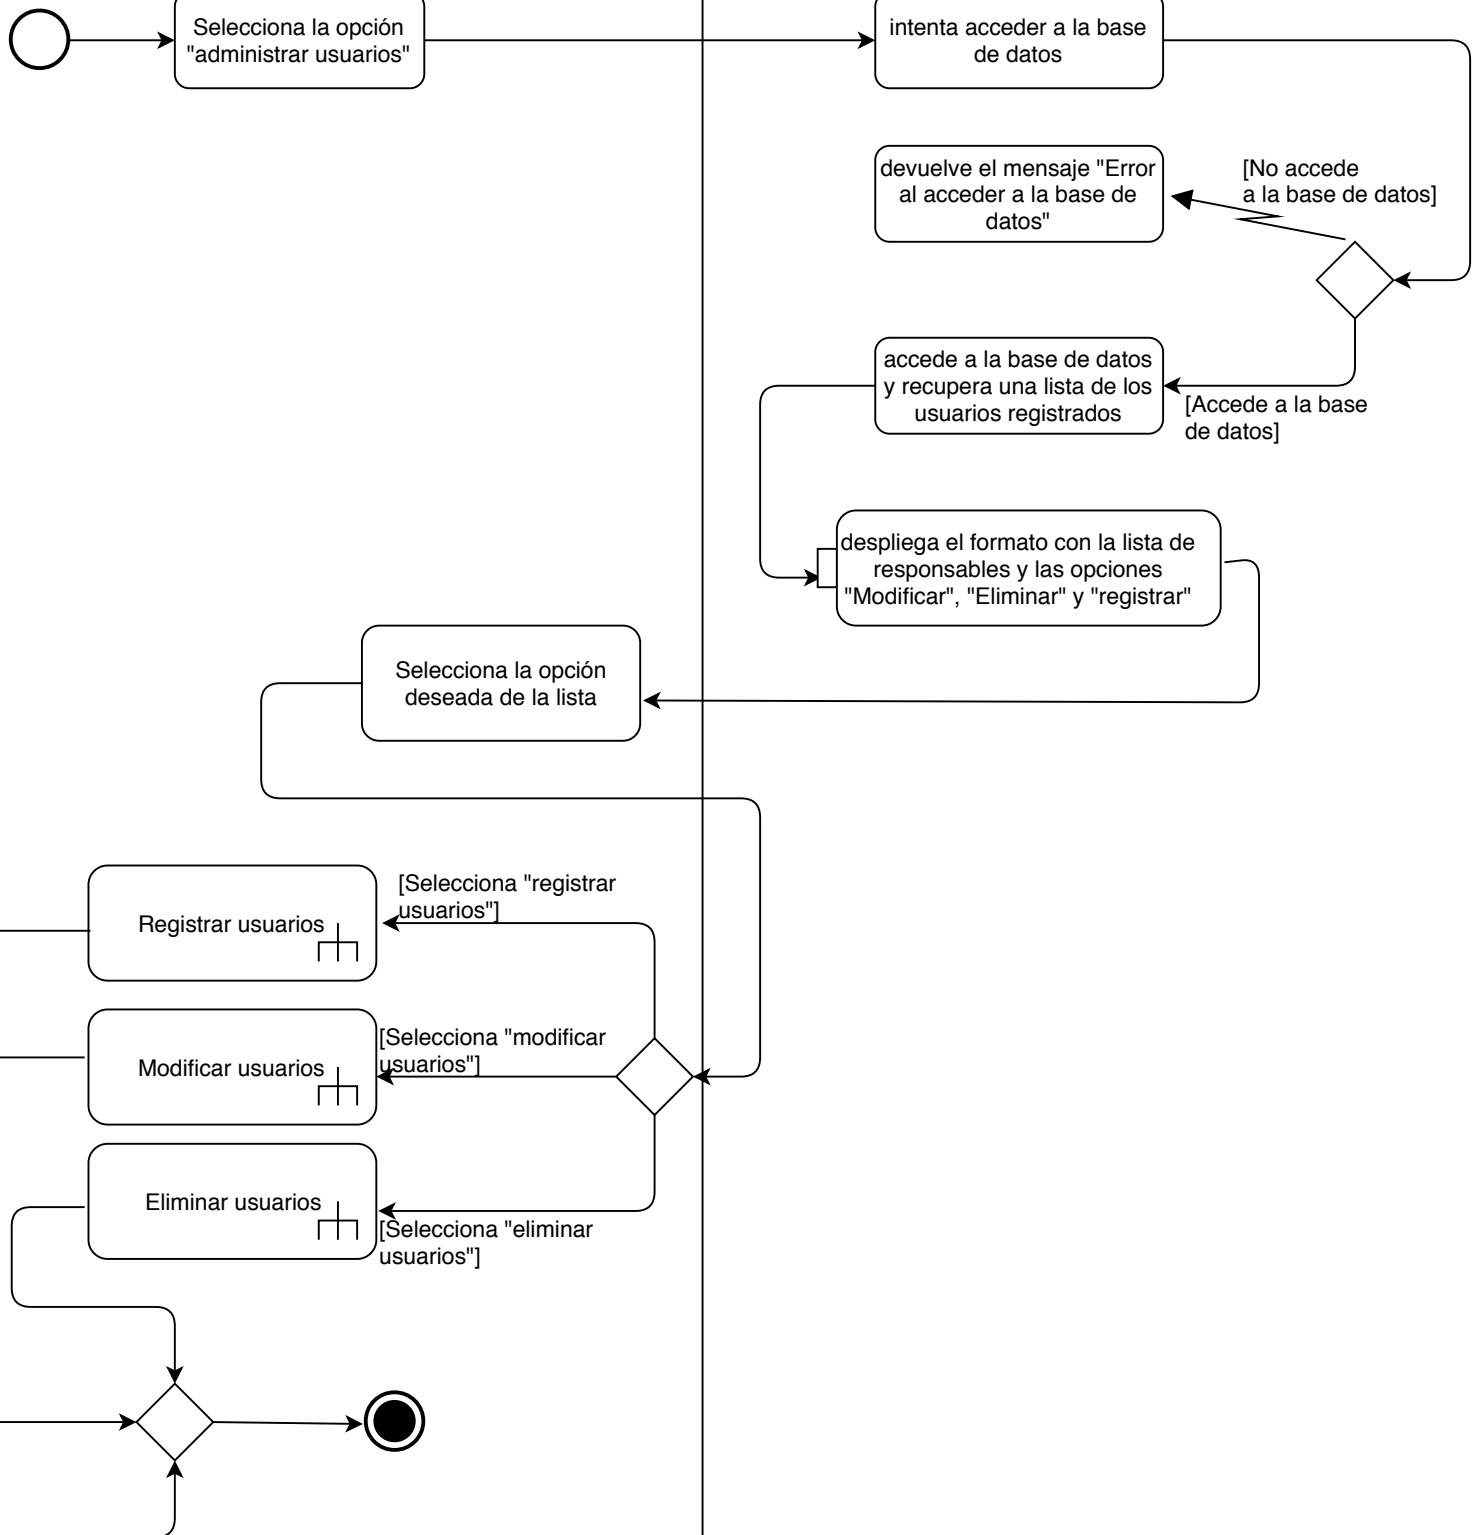 Selecciona la opción
"administrar usuarios"
intenta acceder a la base
de datos
devuelve el mensaje "Error
al acceder a la base de
datos"
[No accede
a la base de datos]
accede a la base de datos
y recupera una lista de los
usuarios registrados
[Accede a la base
de datos]
despliega el formato con la lista de
responsables y las opciones
"Modificar", "Eliminar" y "registrar"
Selecciona la opción
deseada de la lista
[Selecciona "registrar
usuarios"]
Registrar usuarios
[Selecciona "modificar
usuarios"]
Modificar usuarios
Eliminar usuarios
[Selecciona "eliminar
usuarios"]